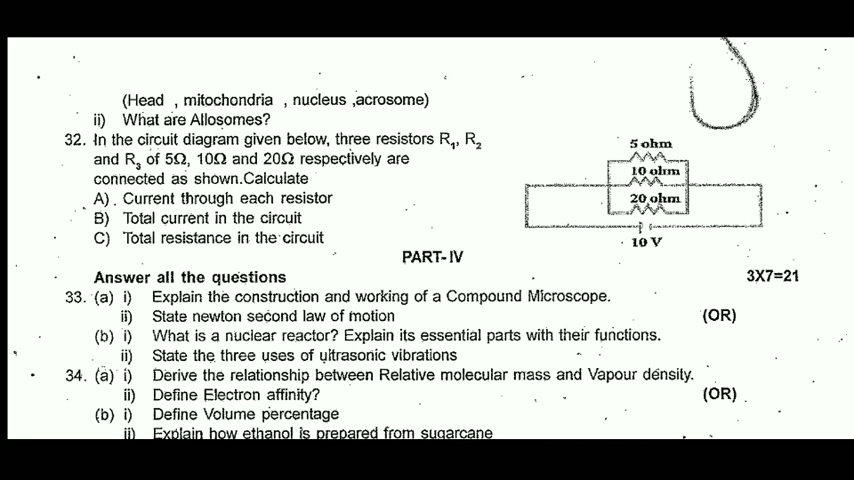 (Head , mitochondria , nucleus ,acrosome)
ii) What are Allosomes?
32. In the circuit diagram given below, three resistors R1, R2
and R3 of 5Ω, 10Ω and 20Ω respectively are
connected as shown.Calculate
A) . Current through each resistor
B) Total current in the circuit
C) Total resistance in the circuit
5 ohm
10 ohm
20 ohm
10 V
PART-IV
Answer all the questions 3X7=21
33. (a) i) Explain the construction and working of a Compound Microscope.
ii) State newton second law of motion (OR)
(b) i) What is a nuclear reactor? Explain its essential parts with their functions.
ii) State the three uses of ultrasonic vibrations
34. (a) i) Derive the relationship between Relative molecular mass and Vapour density.
ii) Define Electron affinity? (OR)
(b) i) Define Volume percentage
ii) Explain how ethanol is prepared from sugarcane